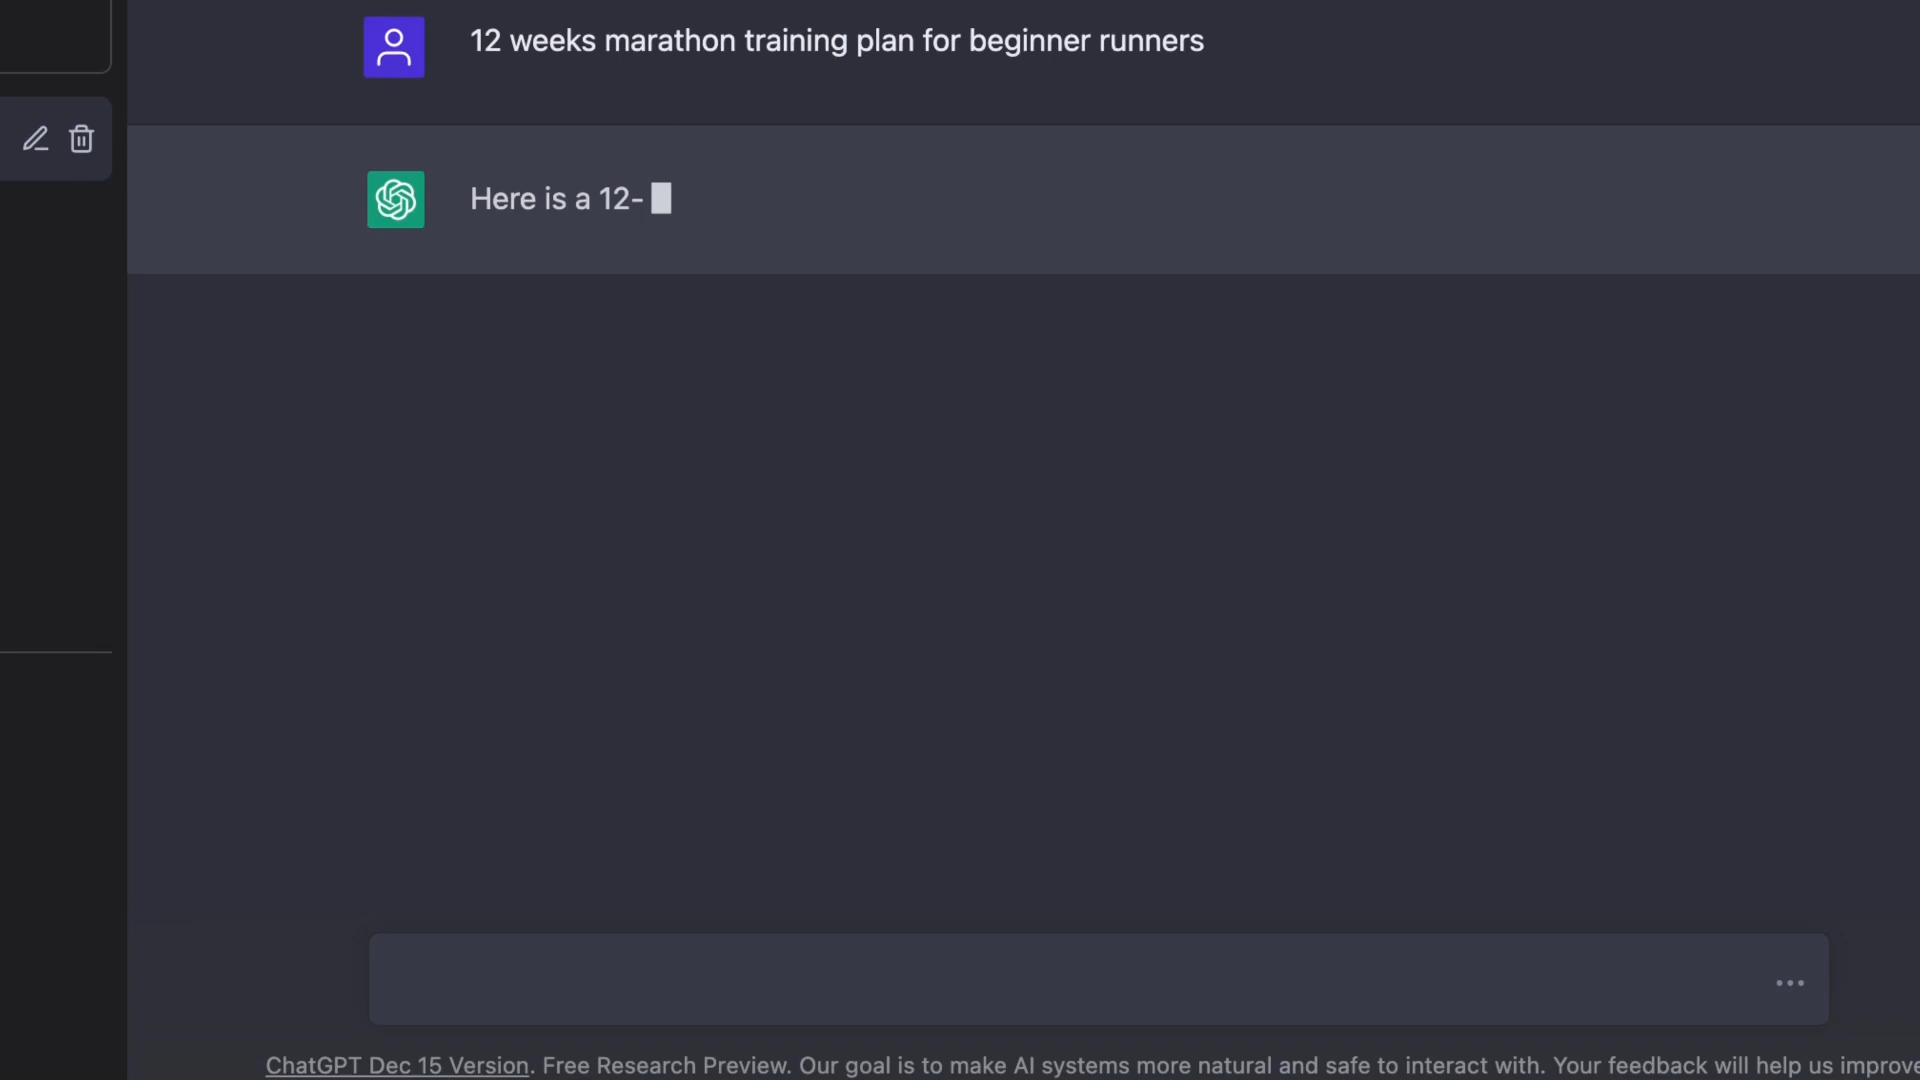 12 weeks marathon training plan for beginner runners
Here is a 12-
ChatGPT Dec 15 Version. Free Research Preview. Our goal is to make AI systems more natural and safe to interact with. Your feedback will help us improve